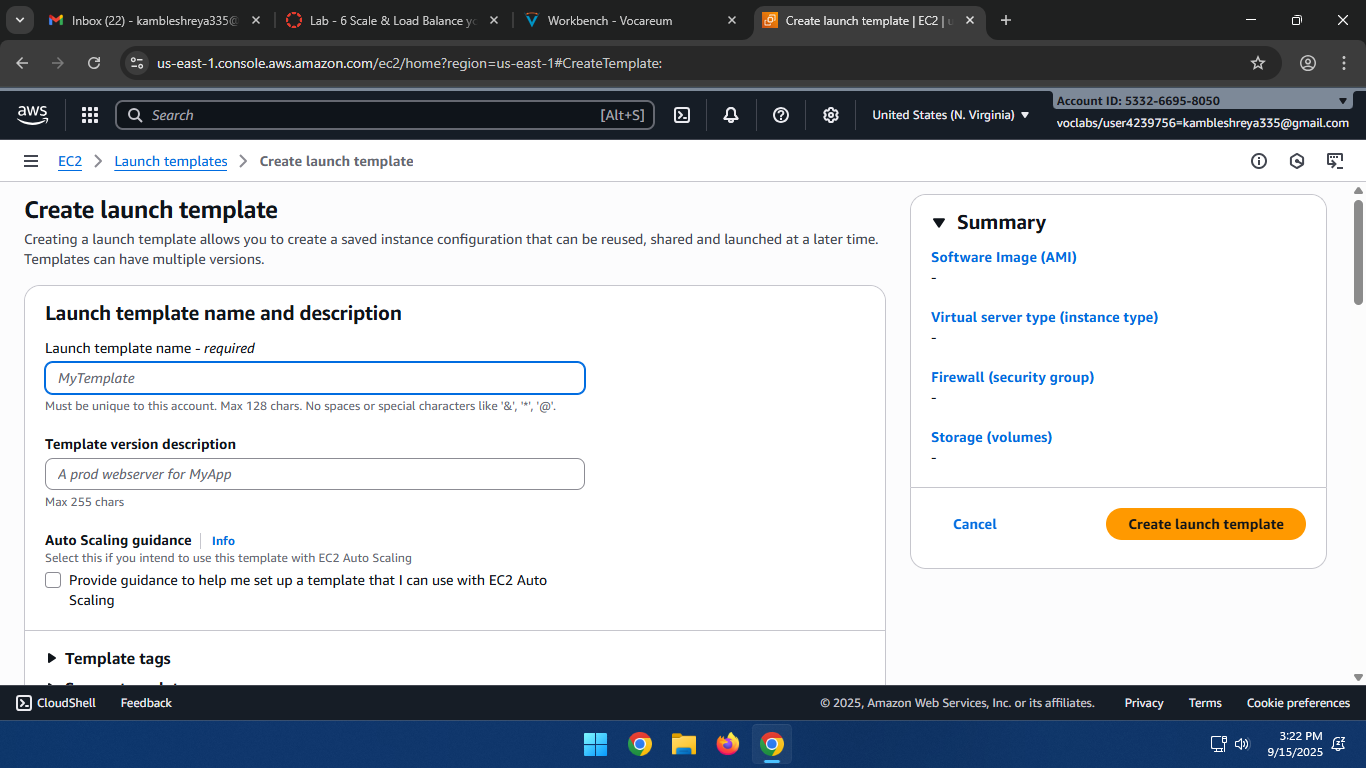 Inbox (22) - kambleshreya335@
Lab - 6 Scale & Load Balance yo
Workbench - Vocareum
Create launch template | EC2 | u
us-east-1.console.aws.amazon.com/ec2/home?region=us-east-1#CreateTemplate:
aws
Search
[Alt+S]
United States (N. Virginia)
Account ID: 5332-6695-8050
voclabs/user4239756=kambleshreya335@gmail.com
EC2
Launch templates
Create launch template
Create launch template
Creating a launch template allows you to create a saved instance configuration that can be reused, shared and launched at a later time.
Templates can have multiple versions.
Launch template name and description
Launch template name - required
MyTemplate
Must be unique to this account. Max 128 chars. No spaces or special characters like '&', '*', '@'.
Template version description
A prod webserver for MyApp
Max 255 chars
Auto Scaling guidance
Info
Select this if you intend to use this template with EC2 Auto Scaling
Provide guidance to help me set up a template that I can use with EC2 Auto
Scaling
Template tags
Summary
Software Image (AMI)
-
Virtual server type (instance type)
-
Firewall (security group)
-
Storage (volumes)
-
Cancel
Create launch template
CloudShell
Feedback
© 2025, Amazon Web Services, Inc. or its affiliates.
Privacy
Terms
Cookie preferences
3:22 PM
9/15/2025